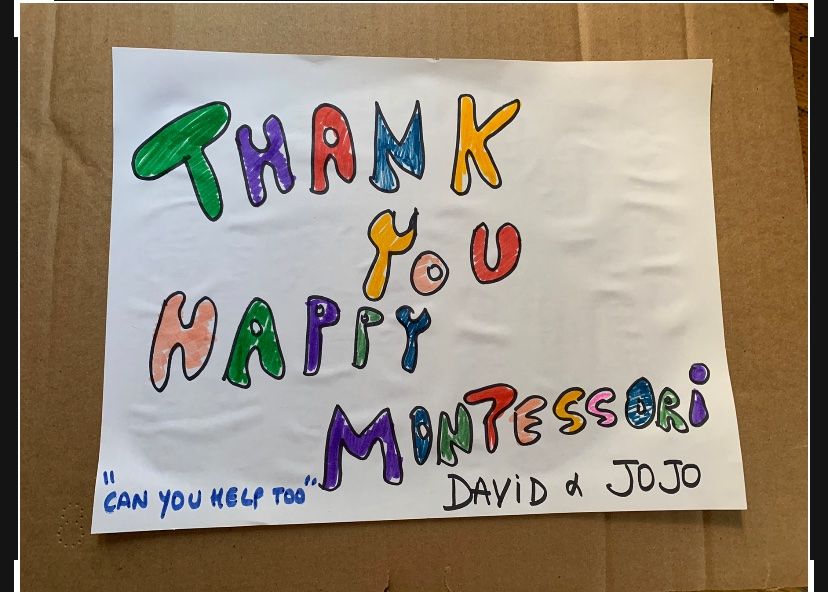 THANK
YOU
HAPPY
MONTESSORi
"CAN YOU HELP TOO"
DAViD & JOJO